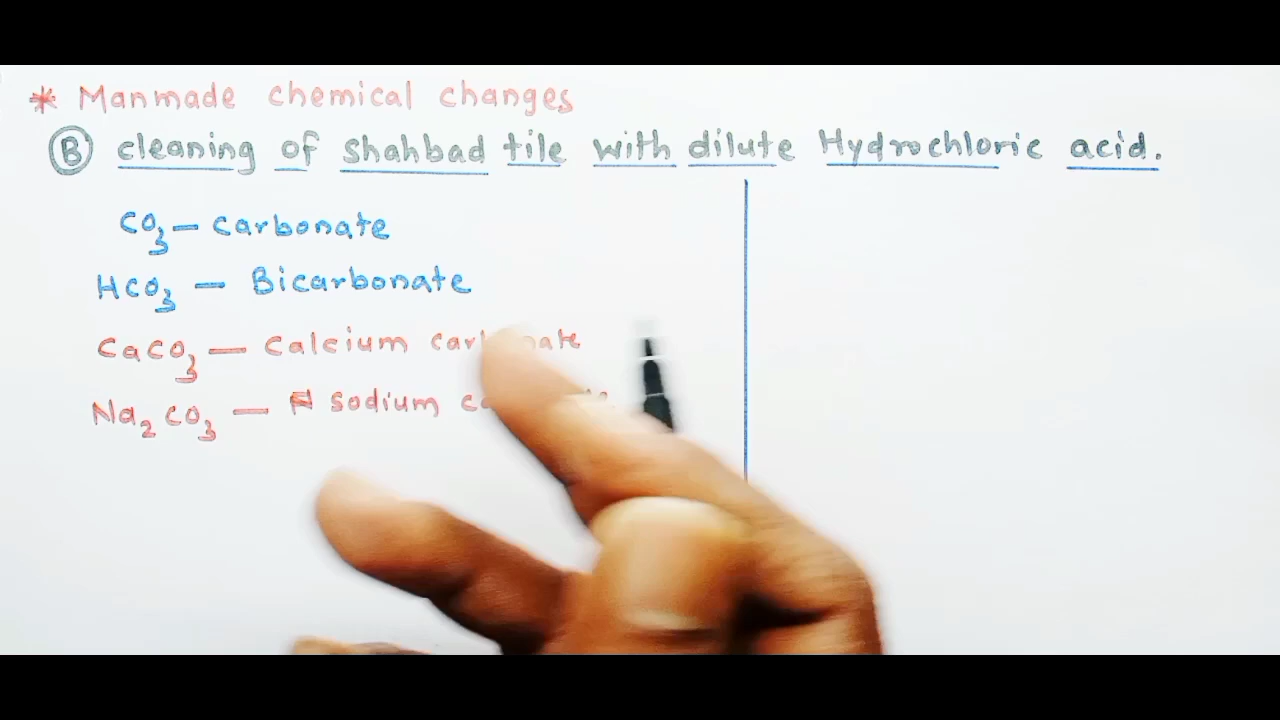 * Manmade chemical changes
B cleaning of shahbad tile with dilute Hydrochloric acid.
CO3 — carbonate
HCO3 — Bicarbonate
CaCO3 — Calcium
Na2CO3 — sodium